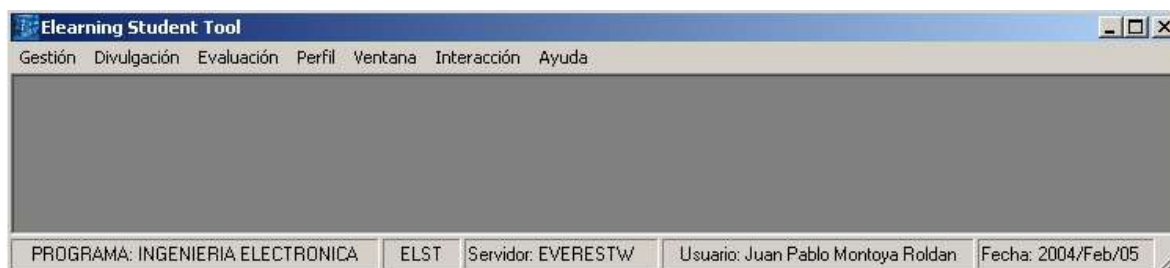 Elearning Student Tool
Gestión Divulgación Evaluación Perfil Ventana Interacción Ayuda
PROGRAMA: INGENIERIA ELECTRONICA ELST Servidor: EVERESTW Usuario: Juan Pablo Montoya Roldan Fecha: 2004/Feb/05